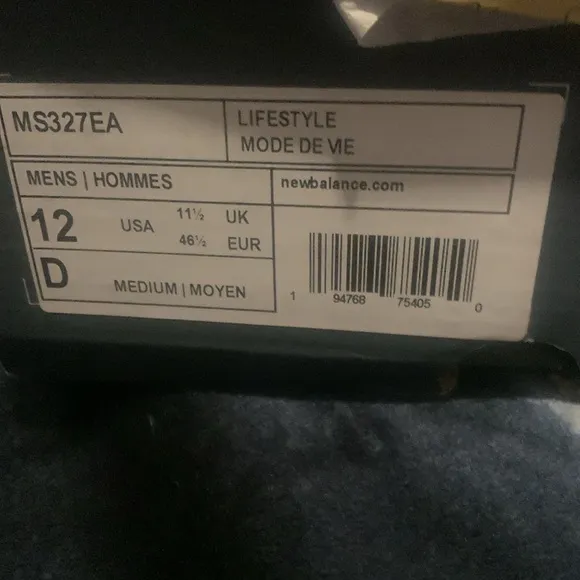 MS327EA
LIFESTYLE
MODE DE VIE
MENS | HOMMES
newbalance.com
12 USA 11½ UK
46½ EUR
D MEDIUM | MOYEN
1 94768 75405 0